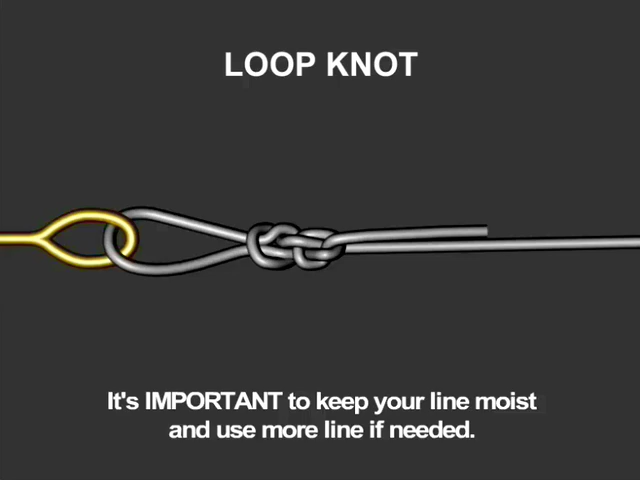 LOOP KNOT
It's IMPORTANT to keep your line moist
and use more line if needed.